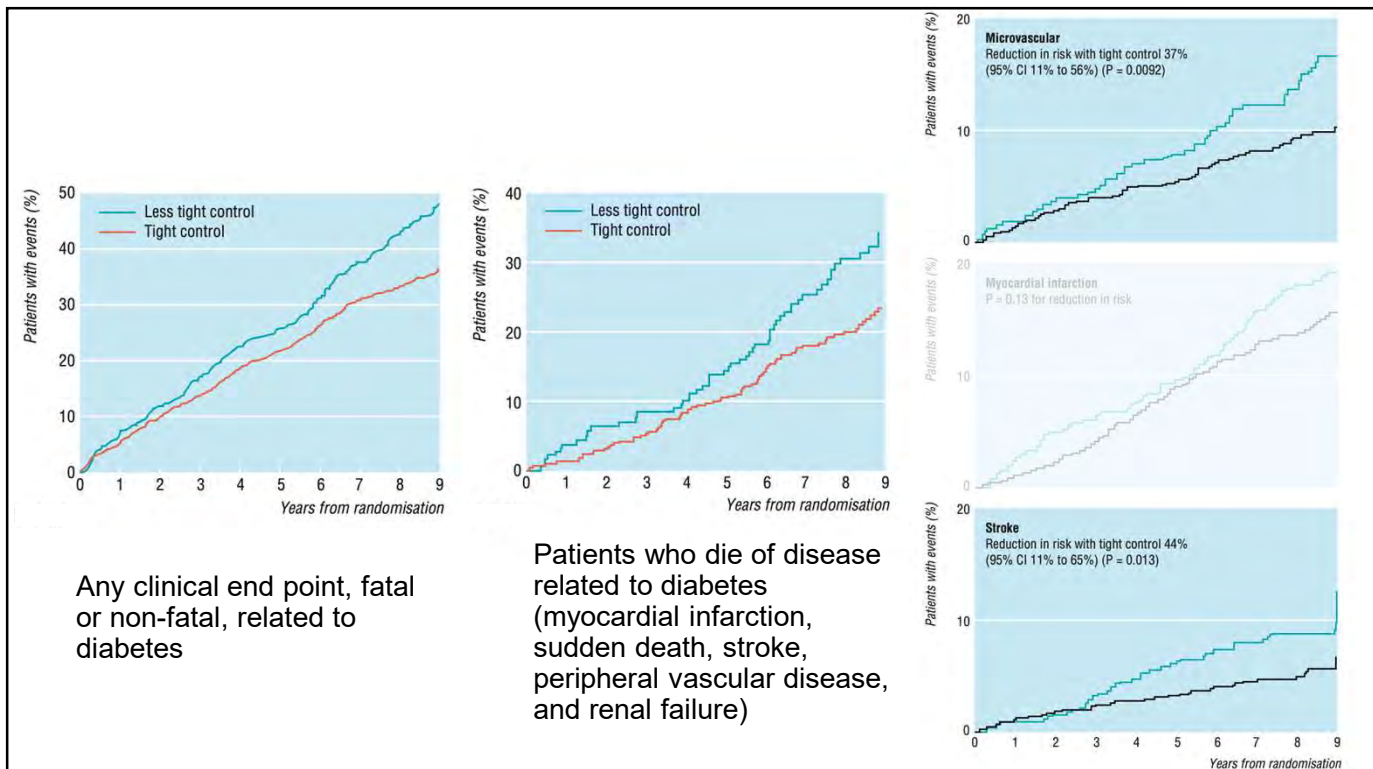 Patients with events (%)
50
40
30
20
10
0
Less tight control
Tight control
0 1 2 3 4 5 6 7 8 9
Years from randomisation
Any clinical end point, fatal
or non-fatal, related to
diabetes
Patients with events (%)
40
30
20
10
0
Less tight control
Tight control
0 1 2 3 4 5 6 7 8 9
Years from randomisation
Patients who die of disease
related to diabetes
(myocardial infarction,
sudden death, stroke,
peripheral vascular disease,
and renal failure)
Patients with events (%)
20
10
0
Microvascular
Reduction in risk with tight control 37%
(95% CI 11% to 56%) (P = 0.0092)
Patients with events (%)
20
10
0
Myocardial infarction
P = 0.13 for reduction in risk
Patients with events (%)
20
10
0
Stroke
Reduction in risk with tight control 44%
(95% CI 11% to 65%) (P = 0.013)
0 1 2 3 4 5 6 7 8 9
Years from randomisation